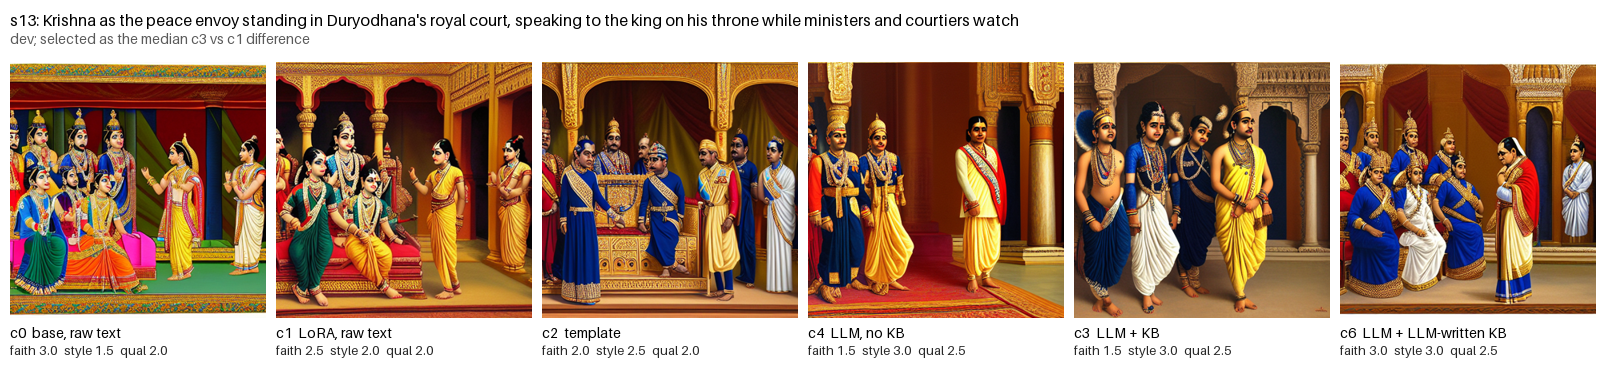 s13: Krishna as the peace envoy standing in Duryodhana's royal court, speaking to the king on his throne while ministers and courtiers watch
dev; selected as the median c3 vs c1 difference
c0 base, raw text
faith 3.0 style 1.5 qual 2.0
c1 LoRA, raw text
faith 2.5 style 2.0 qual 2.0
c2 template
faith 2.0 style 2.5 qual 2.0
c4 LLM, no KB
faith 1.5 style 3.0 qual 2.5
c3 LLM + KB
faith 1.5 style 3.0 qual 2.5
c6 LLM + LLM-written KB
faith 3.0 style 3.0 qual 2.5